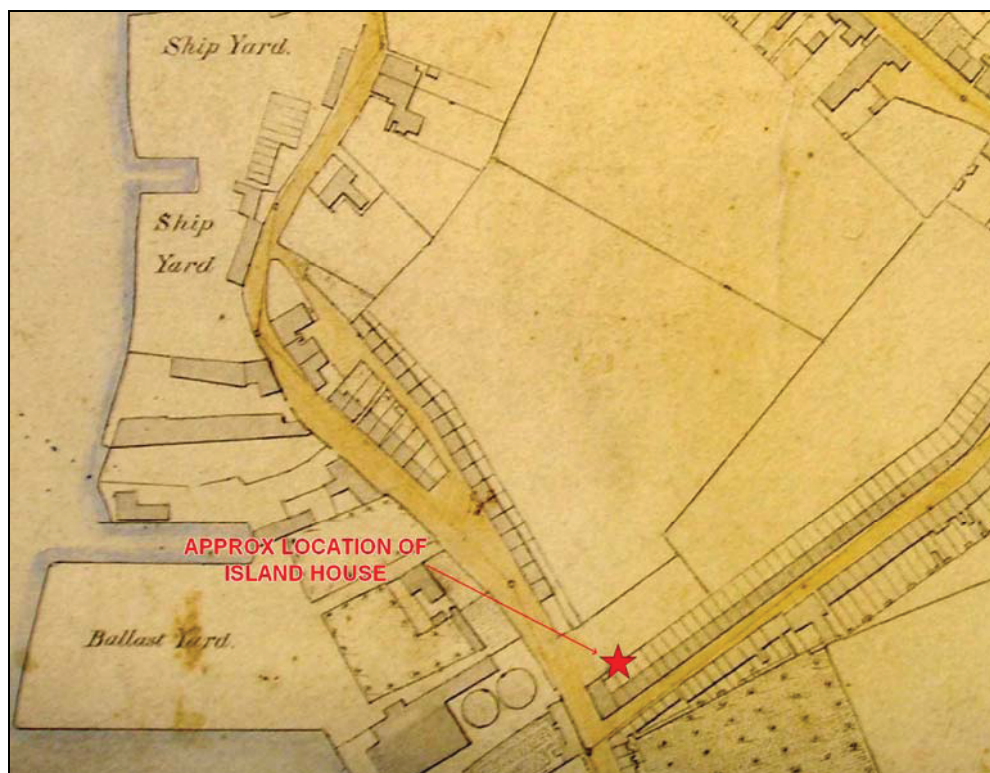 Ship Yard.
Ship
Yard
APPROX LOCATION OF
ISLAND HOUSE
Ballast Yard.